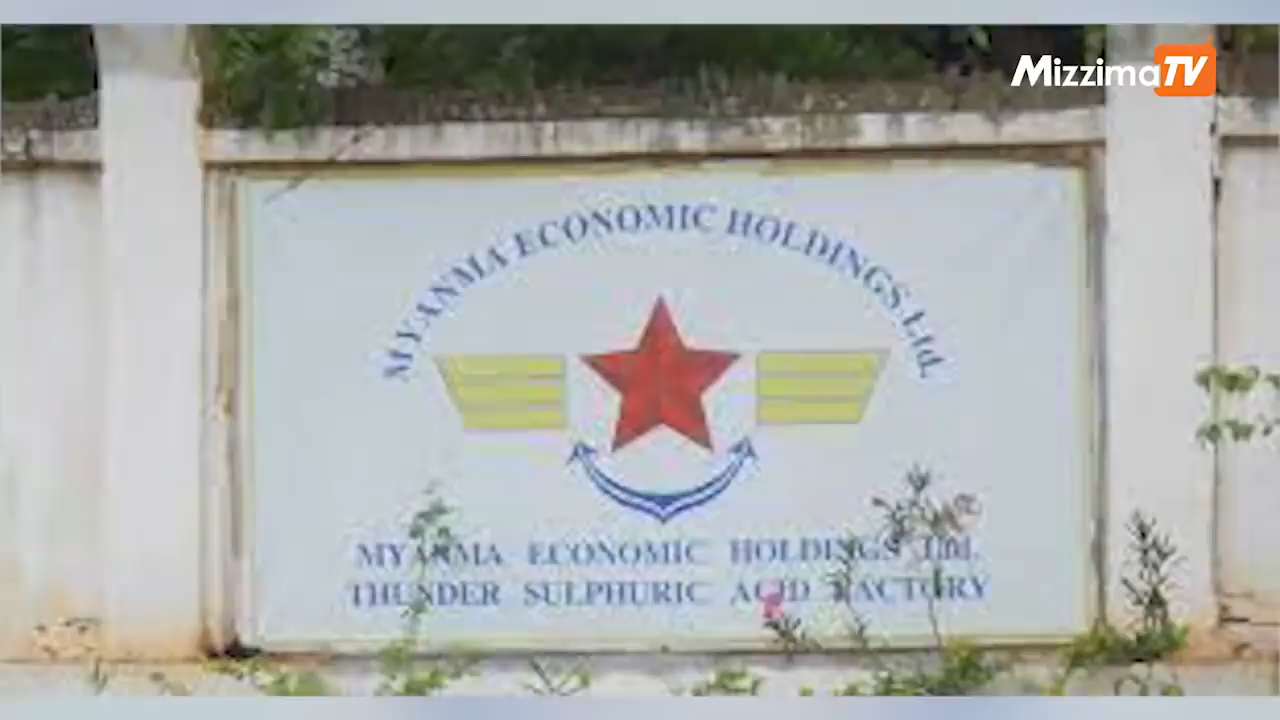 MizzimaTV
MYANMA ECONOMIC HOLDINGS Ltd.
MYANMA ECONOMIC HOLDINGS Ltd.
THUNDER SULPHURIC ACID FACTORY